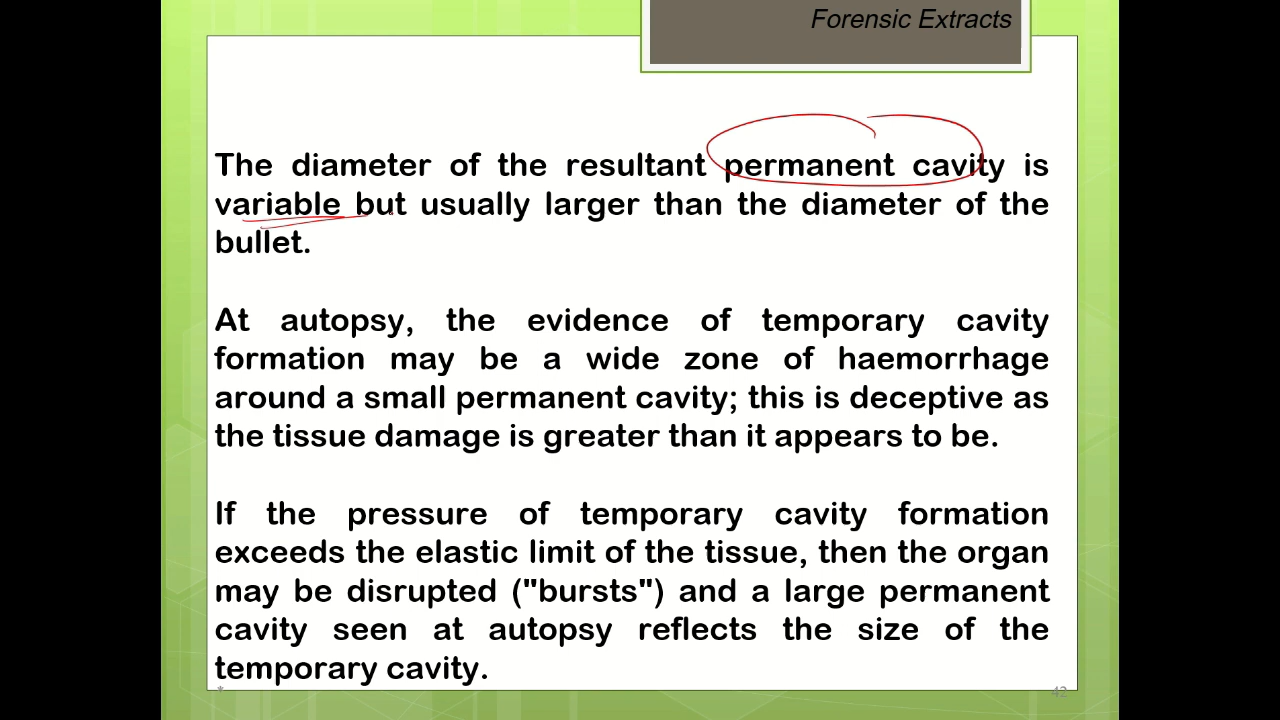 Forensic Extracts
The diameter of the resultant permanent cavity is
variable but usually larger than the diameter of the
bullet.
At autopsy, the evidence of temporary cavity
formation may be a wide zone of haemorrhage
around a small permanent cavity; this is deceptive as
the tissue damage is greater than it appears to be.
If the pressure of temporary cavity formation
exceeds the elastic limit of the tissue, then the organ
may be disrupted ("bursts") and a large permanent
cavity seen at autopsy reflects the size of the
temporary cavity.
* 42